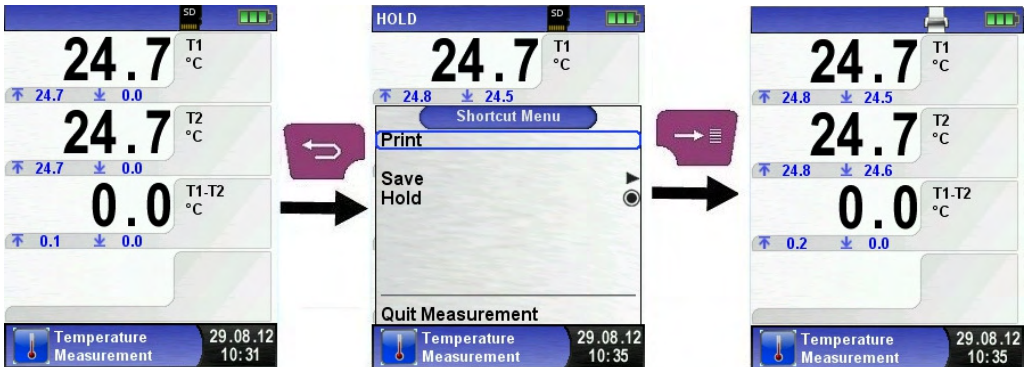 SD
24.7 T1 °C
24.7 0.0
24.7 T2 °C
24.7 0.0
0.0 T1-T2 °C
0.1 0.0
Temperature 29.08.12
Measurement 10:31
HOLD SD
24.7 T1 °C
24.8 24.5
Shortcut Menu
Print
Save
Hold
Quit Measurement
Temperature 29.08.12
Measurement 10:35
24.7 T1 °C
24.8 24.5
24.7 T2 °C
24.8 24.6
0.0 T1-T2 °C
0.2 0.0
Temperature 29.08.12
Measurement 10:35